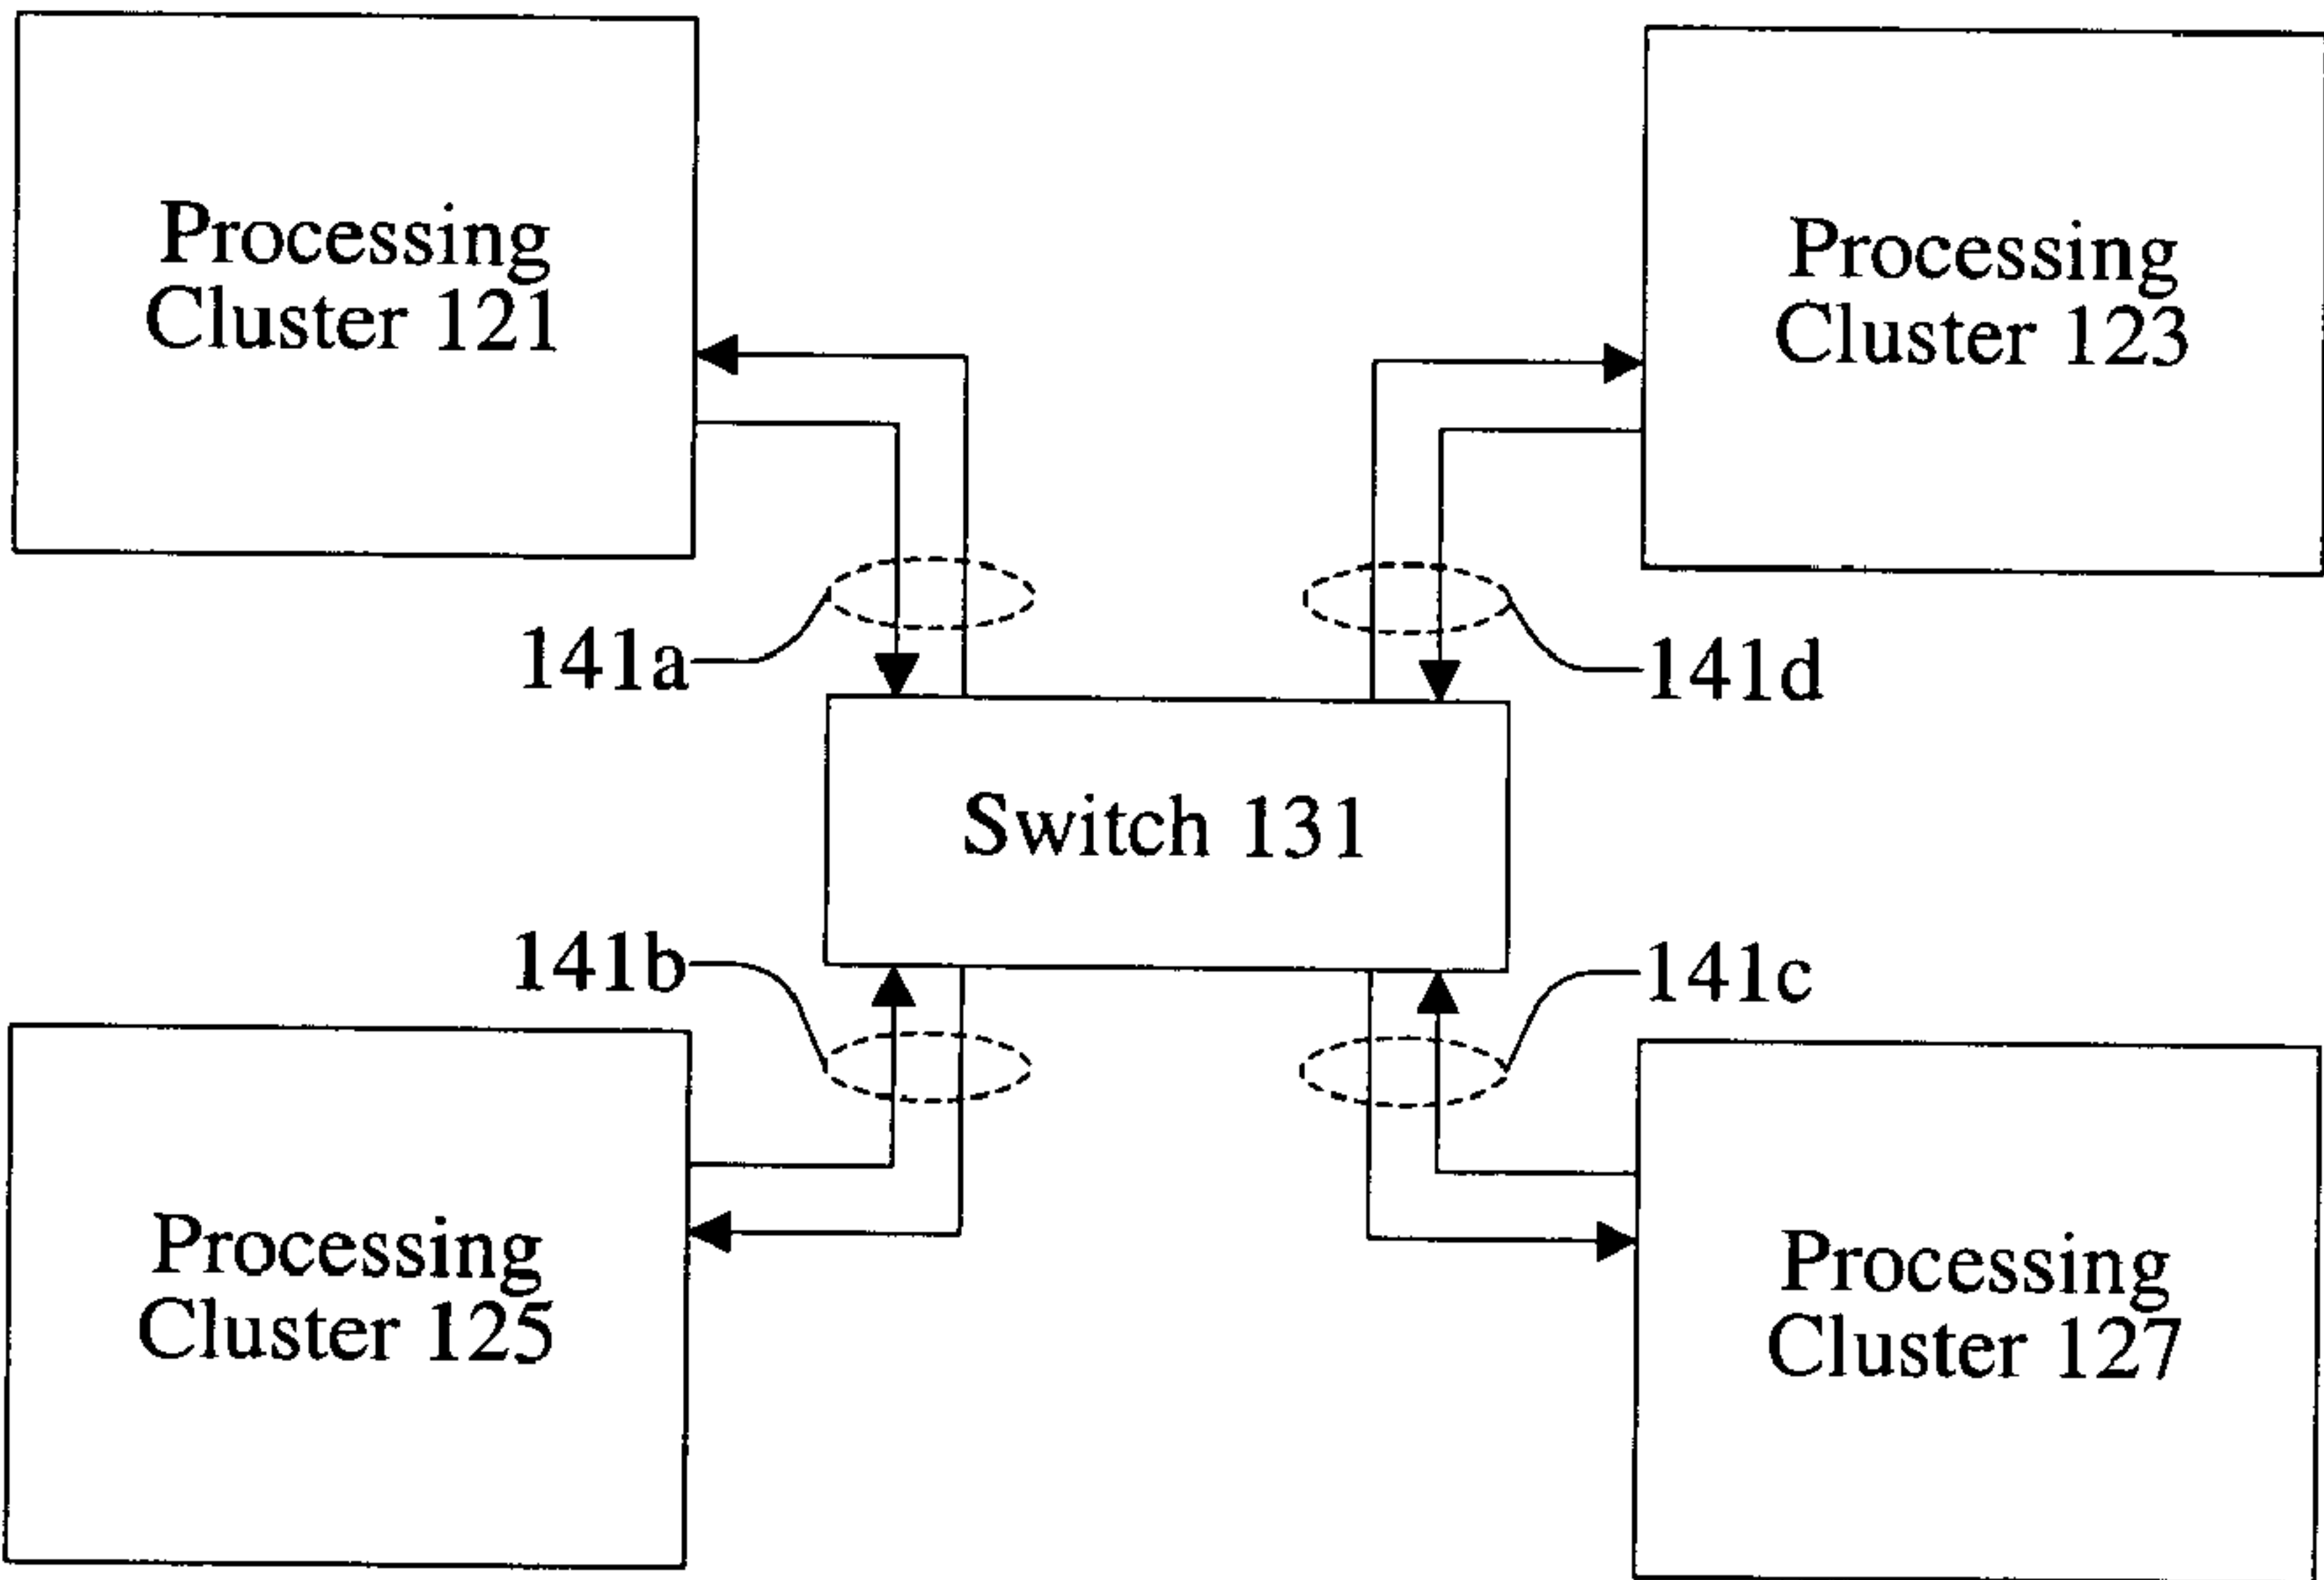 Processing
Cluster 121
Processing
Cluster 123
141a
141d
Switch 131
141b
141c
Processing
Cluster 125
Processing
Cluster 127